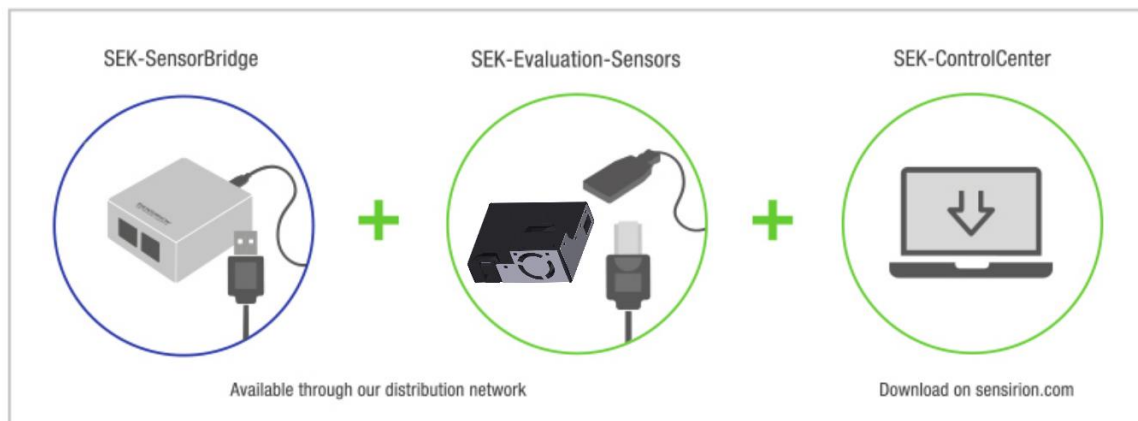 SEK-SensorBridge
SEK-Evaluation-Sensors
SEK-ControlCenter
Available through our distribution network
Download on sensirion.com